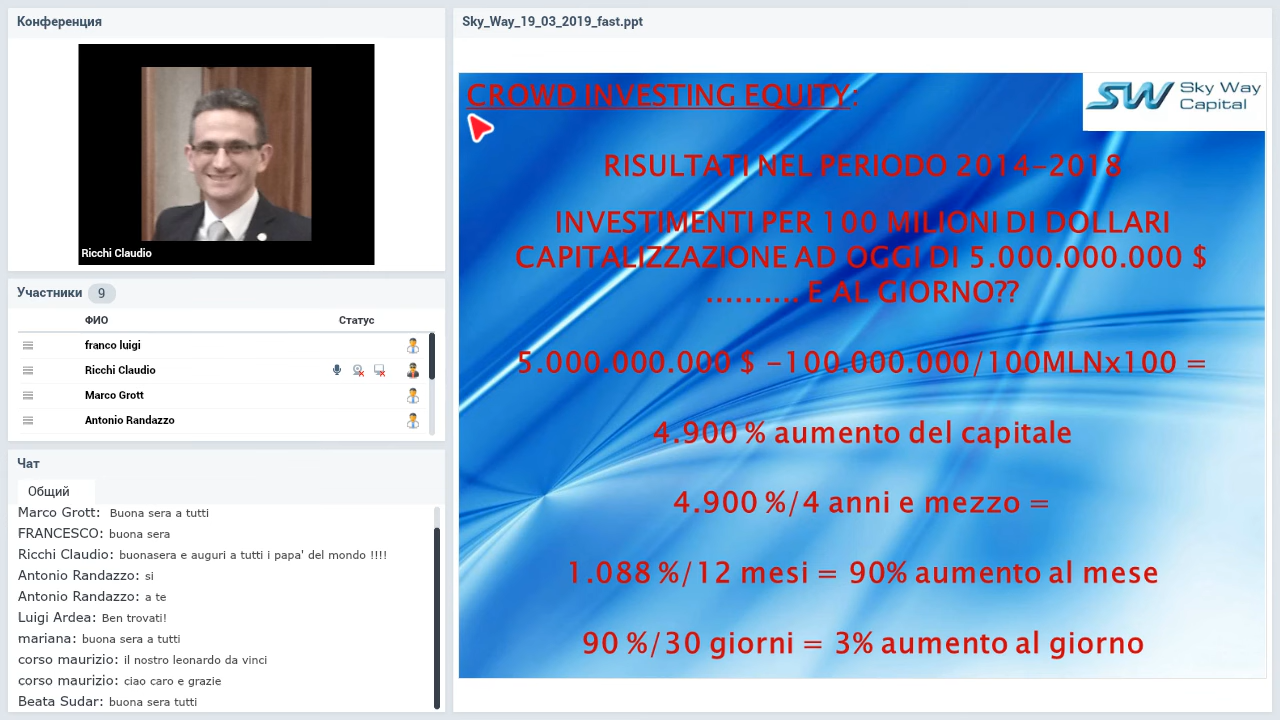 Конференция
Ricchi Claudio
Участники 9
ФИО Статус
franco luigi
Ricchi Claudio
Marco Grott
Antonio Randazzo
Чат
Общий
Marco Grott: Buona sera a tutti
FRANCESCO: buona sera
Ricchi Claudio: buonasera e auguri a tutti i papa' del mondo !!!!
Antonio Randazzo: si
Antonio Randazzo: a te
Luigi Ardea: Ben trovati!
mariana: buona sera a tutti
corso maurizio: il nostro leonardo da vinci
corso maurizio: ciao caro e grazie
Beata Sudar: buona sera tutti
Sky_Way_19_03_2019_fast.ppt
CROWD INVESTING EQUITY:
SW Sky Way
Capital
RISULTATI NEL PERIODO 2014-2018
INVESTIMENTI PER 100 MILIONI DI DOLLARI
CAPITALIZZAZIONE AD OGGI DI 5.000.000.000 $
.......... E AL GIORNO??
5.000.000.000 $ -100.000.000/100MLNx100 =
4.900 % aumento del capitale
4.900 %/4 anni e mezzo =
1.088 %/12 mesi = 90% aumento al mese
90 %/30 giorni = 3% aumento al giorno